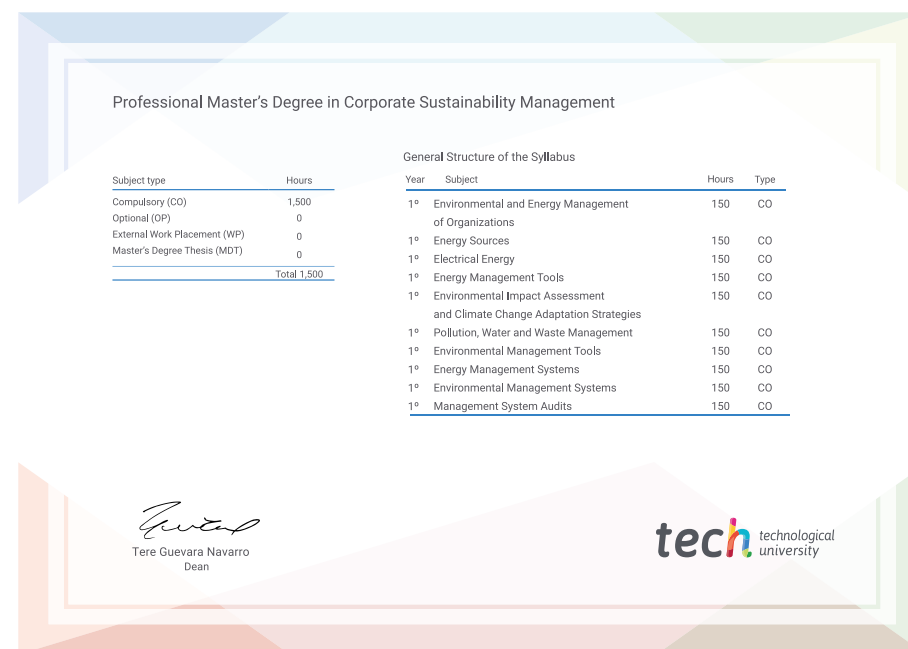 Professional Master's Degree in Corporate Sustainability Management
Subject type Hours
Compulsory (CO) 1,500
Optional (OP) 0
External Work Placement (WP) 0
Master's Degree Thesis (MDT) 0
Total 1,500
General Structure of the Syllabus
Year Subject Hours Type
1º Environmental and Energy Management 150 CO
of Organizations
1º Energy Sources 150 CO
1º Electrical Energy 150 CO
1º Energy Management Tools 150 CO
1º Environmental Impact Assessment 150 CO
and Climate Change Adaptation Strategies
1º Pollution, Water and Waste Management 150 CO
1º Environmental Management Tools 150 CO
1º Energy Management Systems 150 CO
1º Environmental Management Systems 150 CO
1º Management System Audits 150 CO
Tere Guevara Navarro
Dean
tech technological
university